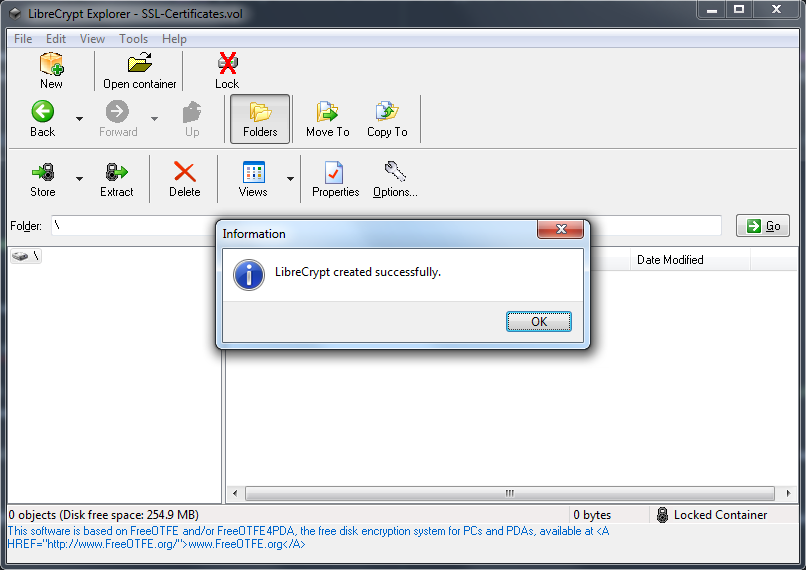 LibreCrypt Explorer - SSL-Certificates.vol
File Edit View Tools Help
New Open container Lock
Back Forward Up Folders Move To Copy To
Store Extract Delete Views Properties Options...
Folder: \ Go
\
Date Modified
Information
LibreCrypt created successfully.
OK
0 objects (Disk free space: 254.9 MB) 0 bytes Locked Container
This software is based on FreeOTFE and/or FreeOTFE4PDA, the free disk encryption system for PCs and PDAs, available at <A
HREF="http://www.FreeOTFE.org/">www.FreeOTFE.org</A>